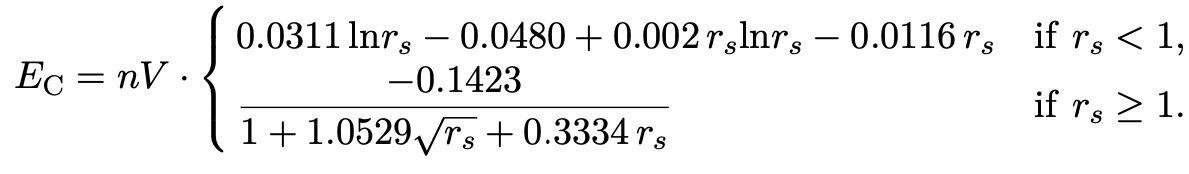 E_C = nV · { 0.0311 ln r_s − 0.0480 + 0.002 r_s ln r_s − 0.0116 r_s   if r_s < 1,
−0.1423 / (1 + 1.0529√r_s + 0.3334 r_s)   if r_s ≥ 1.